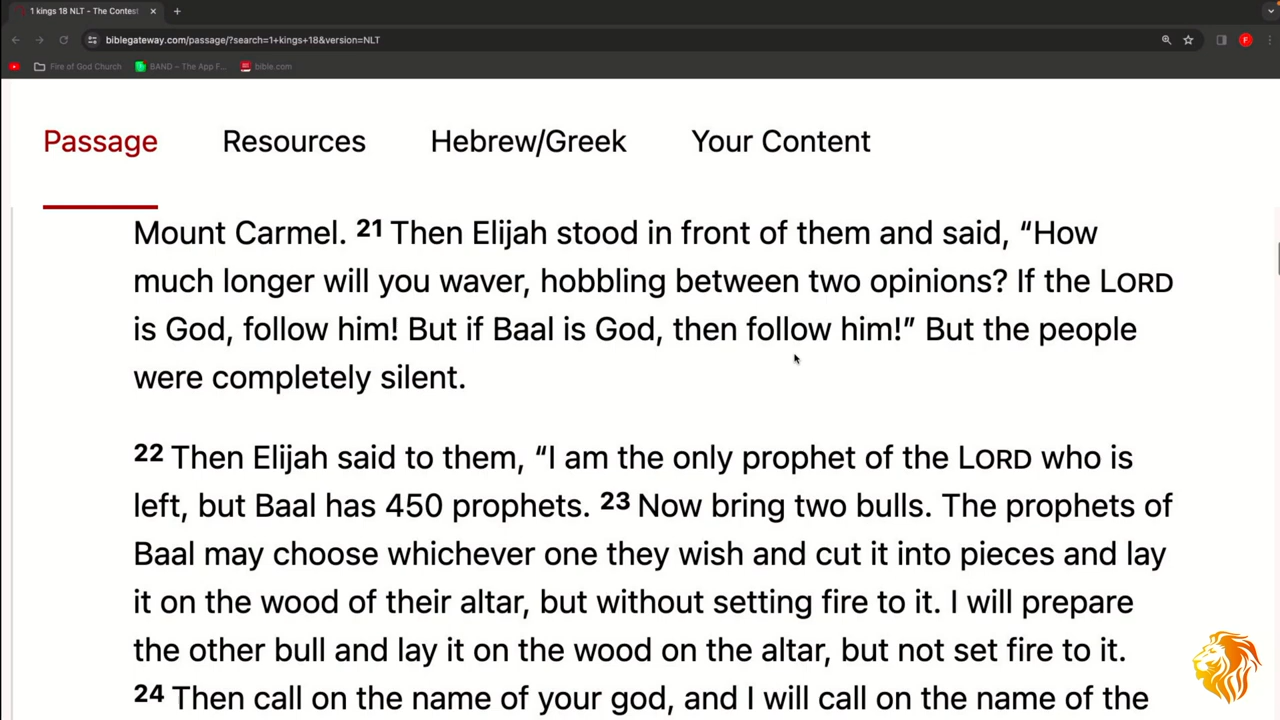 1 kings 18 NLT - The Contest
biblegateway.com/passage/?search=1+kings+18&version=NLT
F
Fire of God Church
BAND – The App F...
bible.com
Passage
Resources
Hebrew/Greek
Your Content
Mount Carmel. 21 Then Elijah stood in front of them and said, “How
much longer will you waver, hobbling between two opinions? If the LORD
is God, follow him! But if Baal is God, then follow him!” But the people
were completely silent.
22 Then Elijah said to them, “I am the only prophet of the LORD who is
left, but Baal has 450 prophets. 23 Now bring two bulls. The prophets of
Baal may choose whichever one they wish and cut it into pieces and lay
it on the wood of their altar, but without setting fire to it. I will prepare
the other bull and lay it on the wood on the altar, but not set fire to it.
24 Then call on the name of your god, and I will call on the name of the